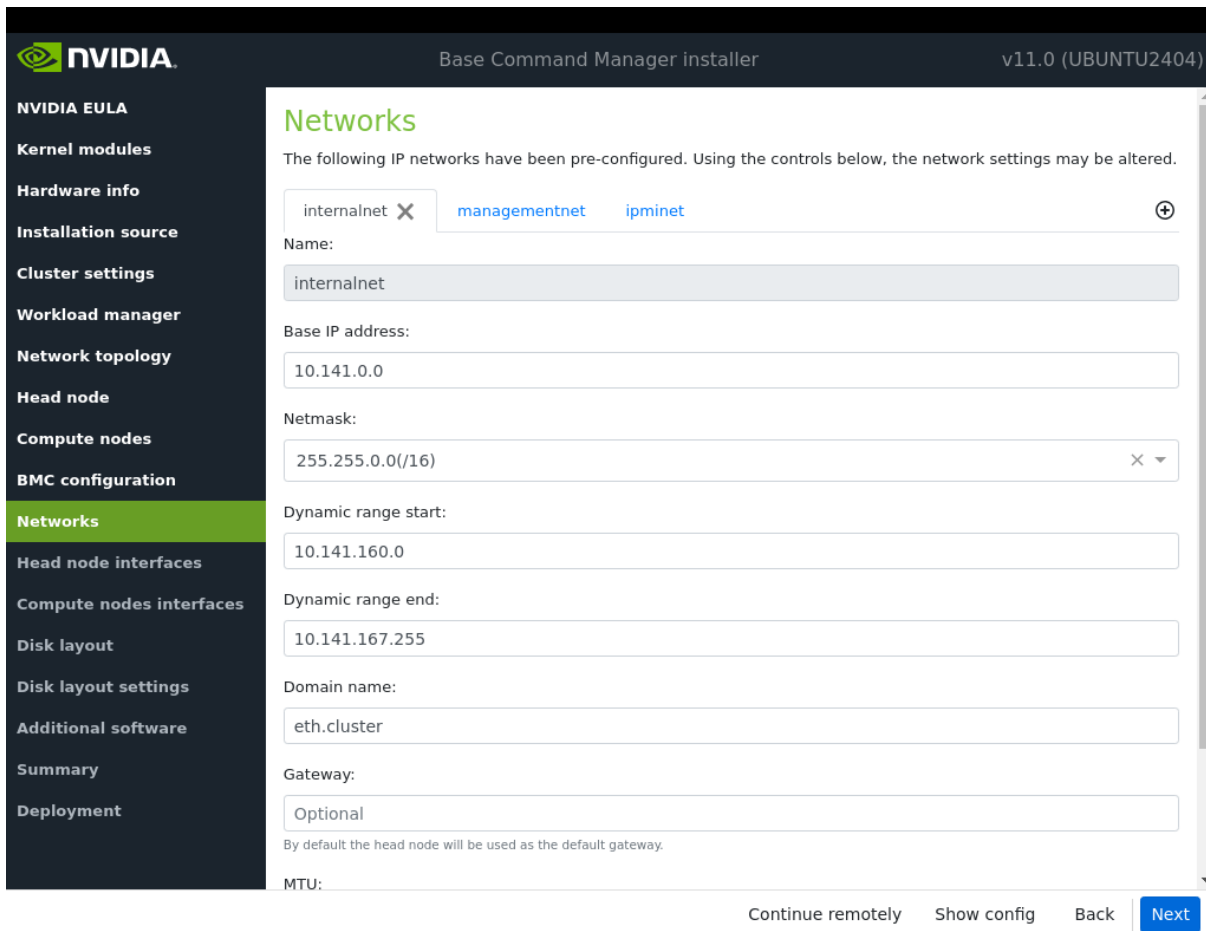 NVIDIA.
Base Command Manager installer
v11.0 (UBUNTU2404)
NVIDIA EULA
Kernel modules
Hardware info
Installation source
Cluster settings
Workload manager
Network topology
Head node
Compute nodes
BMC configuration
Networks
Head node interfaces
Compute nodes interfaces
Disk layout
Disk layout settings
Additional software
Summary
Deployment
Networks
The following IP networks have been pre-configured. Using the controls below, the network settings may be altered.
internalnet managementnet ipminet
Name:
internalnet
Base IP address:
10.141.0.0
Netmask:
255.255.0.0(/16)
Dynamic range start:
10.141.160.0
Dynamic range end:
10.141.167.255
Domain name:
eth.cluster
Gateway:
Optional
By default the head node will be used as the default gateway.
MTU:
Continue remotely Show config Back Next